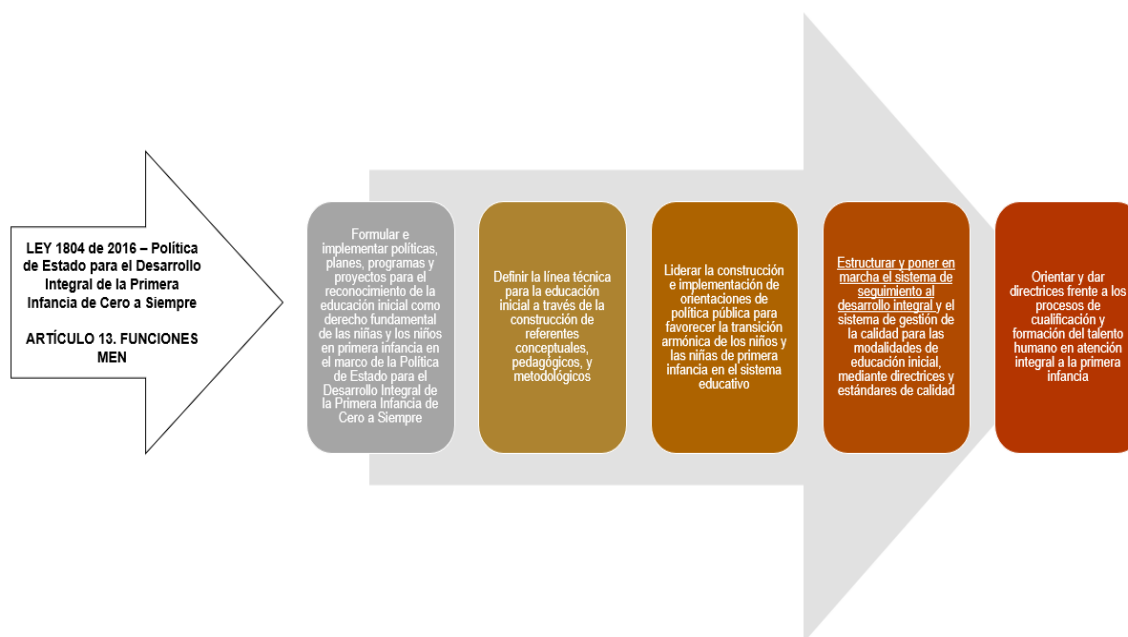 LEY 1804 de 2016 – Política
de Estado para el Desarrollo
Integral de la Primera
Infancia de Cero a Siempre
ARTÍCULO 13. FUNCIONES
MEN
Formular e
implementar políticas,
planes, programas y
proyectos para el
reconocimiento de la
educación inicial como
derecho fundamental
de las niñas y los niños
en primera infancia en
el marco de la Política
de Estado para el
Desarrollo Integral de
la Primera Infancia de
Cero a Siempre
Definir la línea técnica
para la educación
inicial a través de la
construcción de
referentes
conceptuales,
pedagógicos, y
metodológicos
Liderar la construcción
e implementación de
orientaciones de
política pública para
favorecer la transición
armónica de los niños y
las niñas de primera
infancia en el sistema
educativo
Estructurar y poner en
marcha el sistema de
seguimiento al
desarrollo integral y el
sistema de gestión de
la calidad para las
modalidades de
educación inicial,
mediante directrices y
estándares de calidad
Orientar y dar
directrices frente a los
procesos de
cualificación y
formación del talento
humano en atención
integral a la primera
infancia